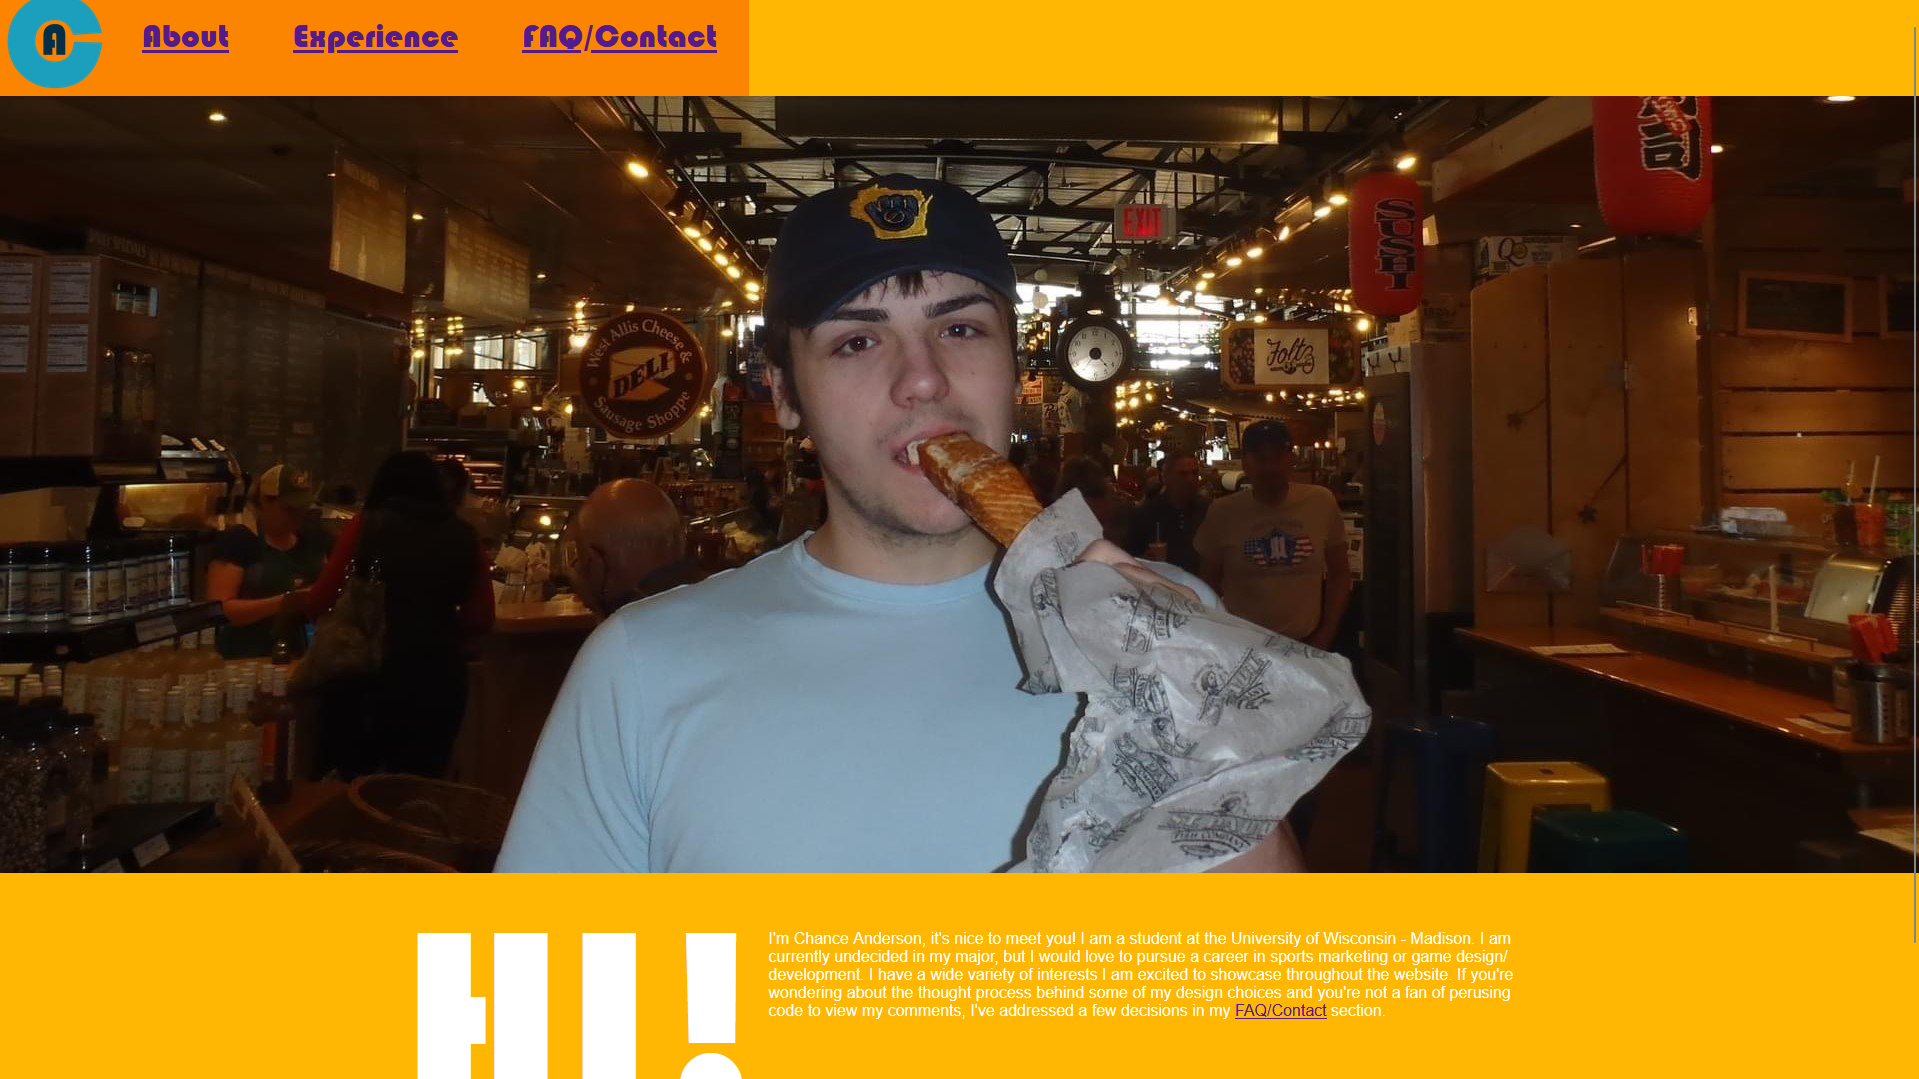 A
About
Experience
FAQ/Contact
EXIT
SUSHI
West Allis Cheese &
DELI
Sausage Shoppe
Foltz
HI!
I'm Chance Anderson, it's nice to meet you! I am a student at the University of Wisconsin - Madison. I am
currently undecided in my major, but I would love to pursue a career in sports marketing or game design/
development. I have a wide variety of interests I am excited to showcase throughout the website. If you're
wondering about the thought process behind some of my design choices and you're not a fan of perusing
code to view my comments, I've addressed a few decisions in my FAQ/Contact section.